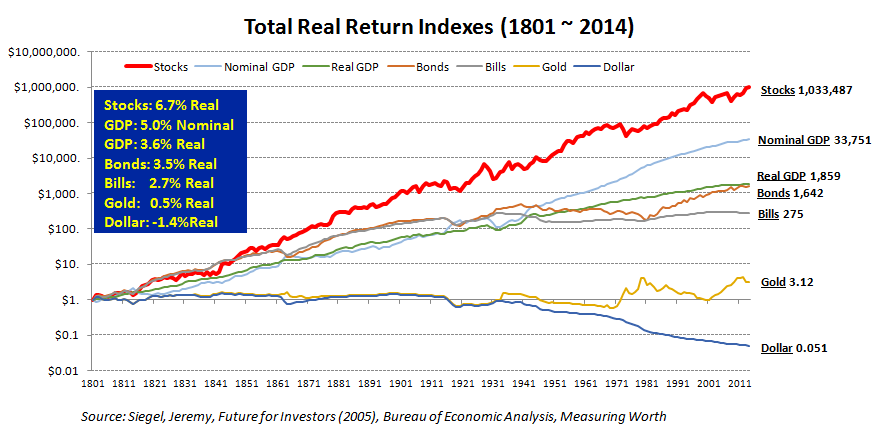 Total Real Return Indexes (1801 ~ 2014)
$10,000,000.
Stocks Nominal GDP Real GDP Bonds Bills Gold Dollar
$1,000,000.
Stocks 1,033,487
Stocks: 6.7% Real
GDP: 5.0% Nominal
GDP: 3.6% Real
Bonds: 3.5% Real
Bills: 2.7% Real
Gold: 0.5% Real
Dollar: -1.4%Real
$100,000.
Nominal GDP 33,751
$10,000.
Real GDP 1,859
$1,000.
Bonds 1,642
Bills 275
$100.
$10.
Gold 3.12
$1.
$0.1
Dollar 0.051
$0.01
1801 1811 1821 1831 1841 1851 1861 1871 1881 1891 1901 1911 1921 1931 1941 1951 1961 1971 1981 1991 2001 2011
Source: Siegel, Jeremy, Future for Investors (2005), Bureau of Economic Analysis, Measuring Worth